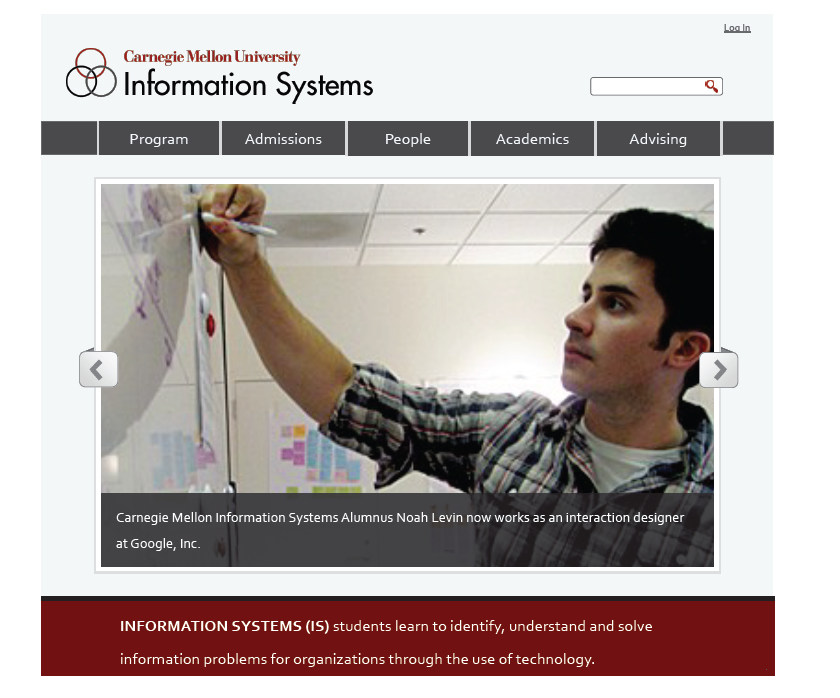 Log In
Carnegie Mellon University
Information Systems
Program Admissions People Academics Advising
Carnegie Mellon Information Systems Alumnus Noah Levin now works as an interaction designer
at Google, Inc.
INFORMATION SYSTEMS (IS) students learn to identify, understand and solve
information problems for organizations through the use of technology.